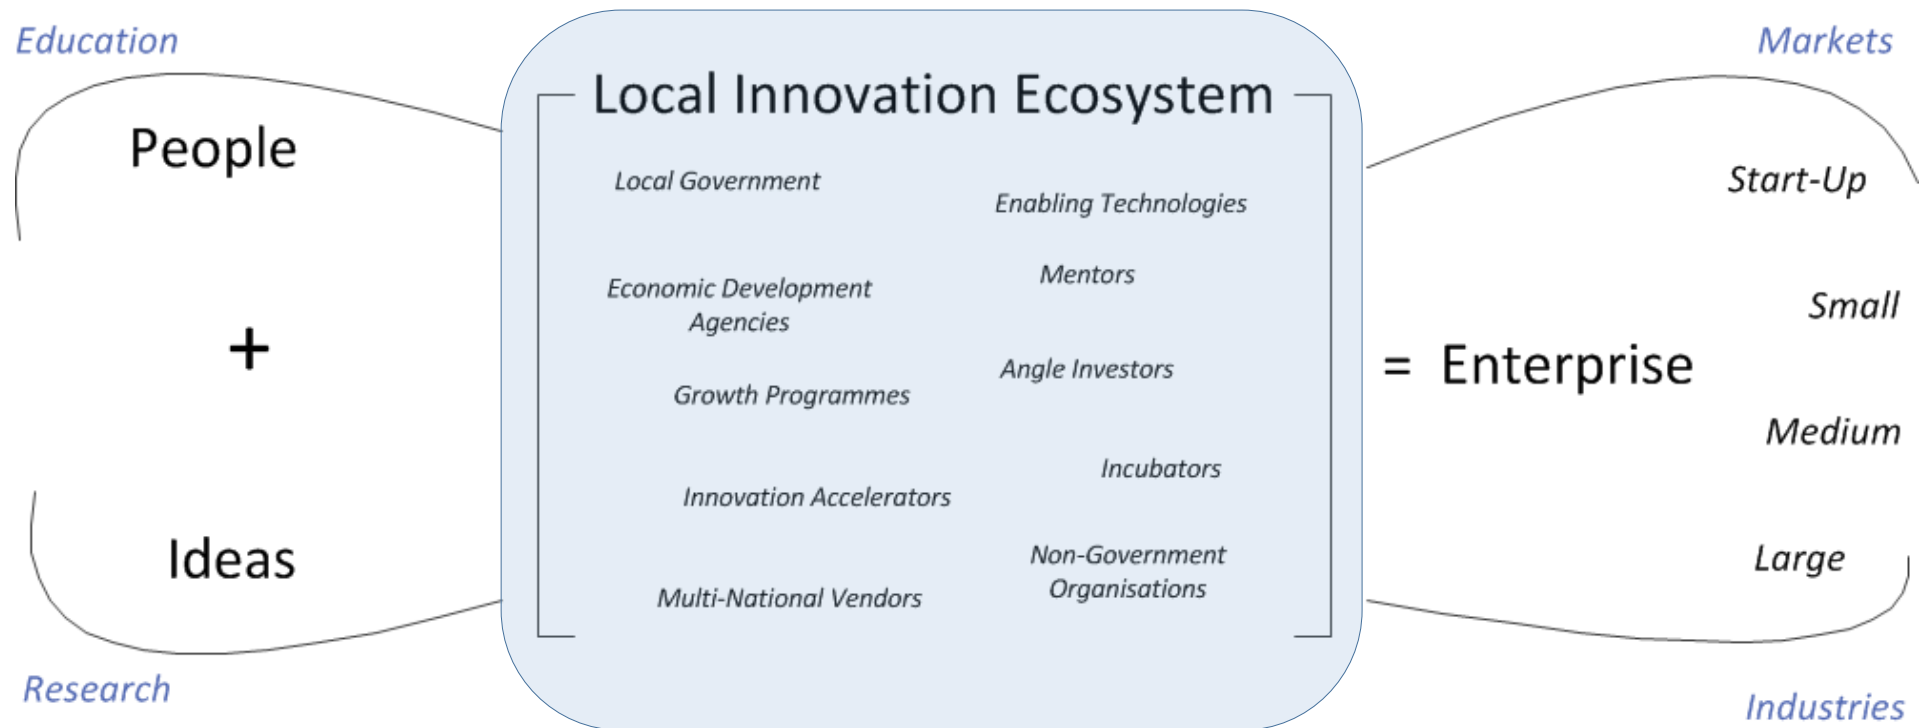 Education
People
+
Ideas
Research
Local Innovation Ecosystem
Local Government
Economic Development
Agencies
Growth Programmes
Innovation Accelerators
Multi-National Vendors
Enabling Technologies
Mentors
Angle Investors
Incubators
Non-Government
Organisations
= Enterprise
Markets
Start-Up
Small
Medium
Large
Industries